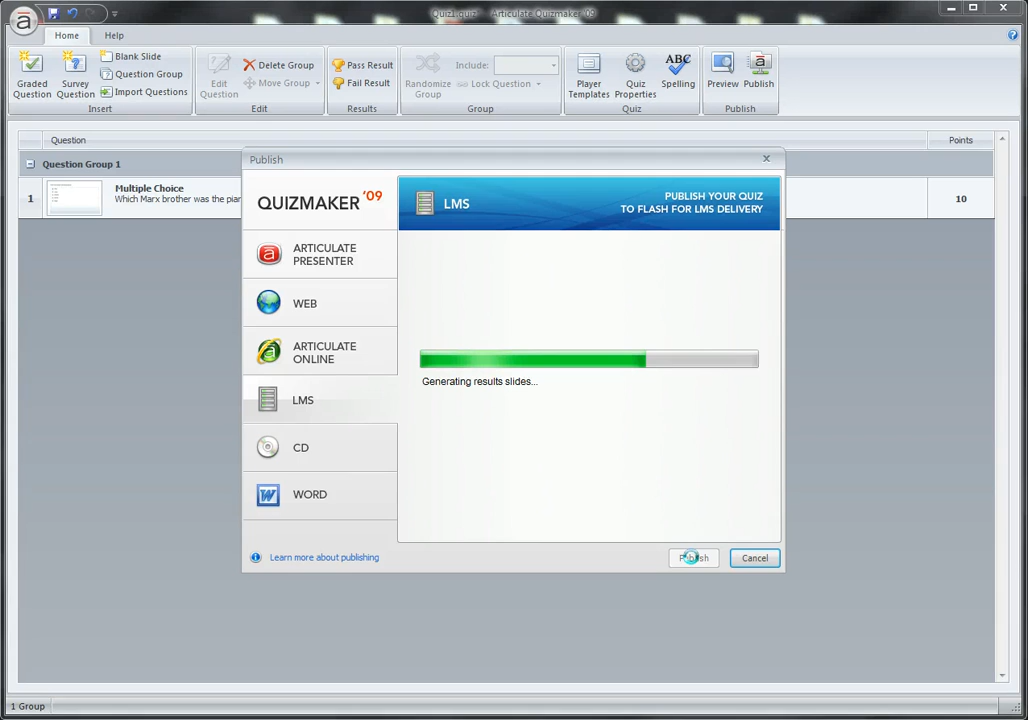 Quiz1.quiz* - Articulate Quizmaker '09
Home
Help
Graded
Question
Survey
Question
Blank Slide
Question Group
Import Questions
Insert
Edit
Question
Delete Group
Move Group
Edit
Pass Result
Fail Result
Results
Randomize
Group
Include:
Lock Question
Group
Player
Templates
Quiz
Properties
ABC
Spelling
Quiz
Preview
Publish
Publish
Question
Points
Question Group 1
1
Multiple Choice
Which Marx brother was the
10
Publish
QUIZMAKER '09
LMS
PUBLISH YOUR QUIZ
TO FLASH FOR LMS DELIVERY
ARTICULATE
PRESENTER
WEB
ARTICULATE
ONLINE
LMS
CD
WORD
Generating results slides...
Learn more about publishing
Publish
Cancel
1 Group